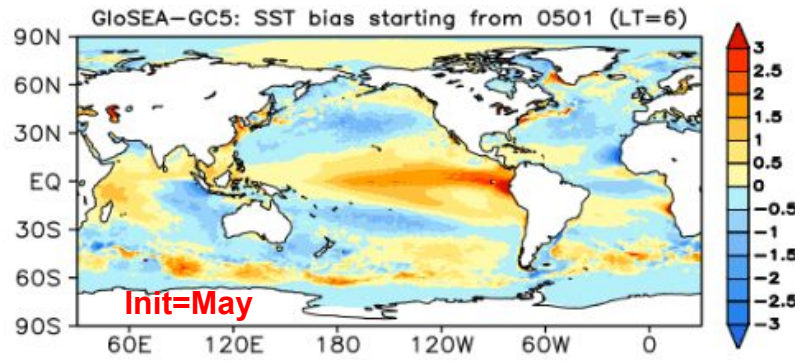 GloSEA-GC5: SST bias starting from 0501 (LT=6)
90N
60N
30N
EQ
30S
60S
90S
Init=May
60E 120E 180 120W 60W 0
3
2.5
2
1.5
1
0.5
0
-0.5
-1
-1.5
-2
-2.5
-3